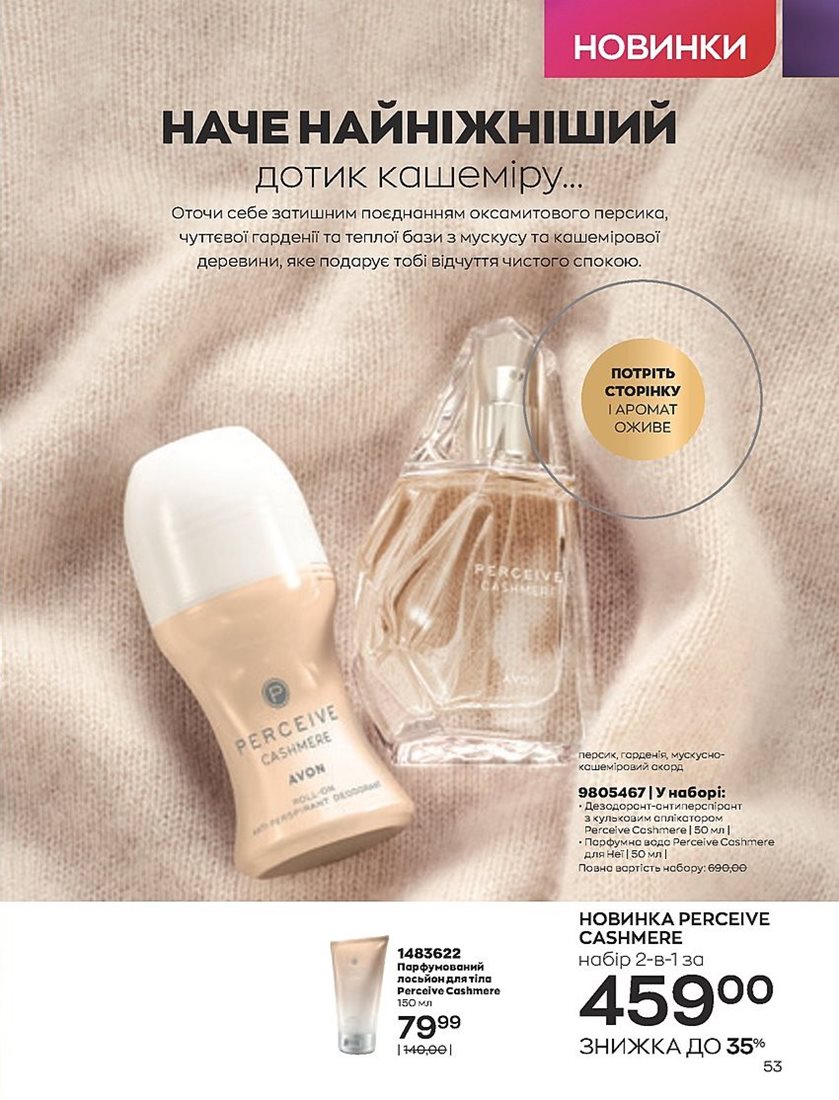 НОВИНКИ
НАЧЕ НАЙНІЖНІШИЙ
дотик кашеміру...
Оточи себе затишним поєднанням оксамитового персика,
чуттєвої гарденії та теплої бази з мускусу та кашемірової
деревини, яке подарує тобі відчуття чистого спокою.
ПОТРІТЬ
СТОРІНКУ
І АРОМАТ
ОЖИВЕ
PERCEIVE
CASHMERE
AVON
P
PERCEIVE
CASHMERE
AVON
ROLL-ON
ANTI-PERSPIRANT DEODORANT
персик, гарденія, мускусно-
кашеміровий акорд
9805467 | У наборі:
• Дезодорант-антиперспірант
з кульковим аплікатором
Perceive Cashmere | 50 мл |
• Парфумна вода Perceive Cashmere
для Неї | 50 мл |
Повна вартість набору: 690,00
1483622
Парфумований
лосьйон для тіла
Perceive Cashmere
150 мл
79⁹⁹
| 140,00 |
НОВИНКА PERCEIVE
CASHMERE
набір 2-в-1 за
459⁰⁰
ЗНИЖКА ДО 35%
53